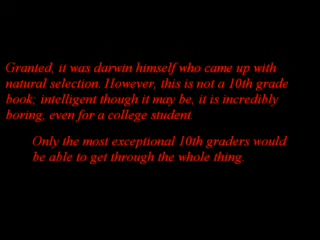 Granted, it was darwin himself who came up with
natural selection. However, this is not a 10th grade
book; intelligent though it may be, it is incredibly
boring, even for a college student.
Only the most exceptional 10th graders would
be able to get through the whole thing.